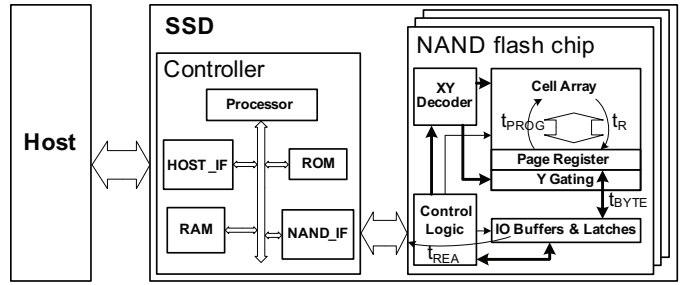 Host
SSD
Controller
Processor
HOST_IF
ROM
RAM
NAND_IF
NAND flash chip
XY
Decoder
Cell Array
tPROG
tR
Page Register
Y Gating
tBYTE
Control
Logic
IO Buffers & Latches
tREA